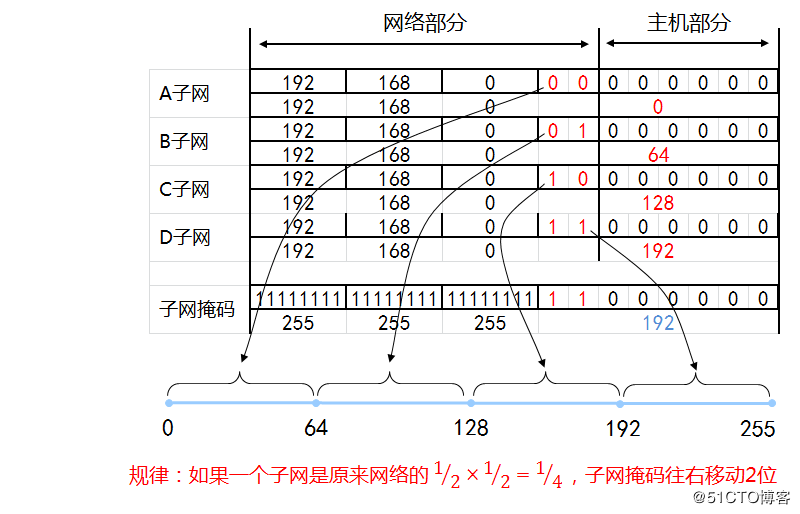 网络部分 主机部分
A子网 192 168 0 0 0 0 0 0 0 0 0
192 168 0 0
B子网 192 168 0 0 1 0 0 0 0 0 0
192 168 0 64
C子网 192 168 0 1 0 0 0 0 0 0 0
192 168 0 128
D子网 192 168 0 1 1 0 0 0 0 0 0
192 168 0 192
子网掩码 11111111 11111111 11111111 1 1 0 0 0 0 0 0
255 255 255 192
0 64 128 192 255
规律：如果一个子网是原来网络的 1/2 × 1/2 = 1/4 ，子网掩码往右移动2位
@51CTO博客